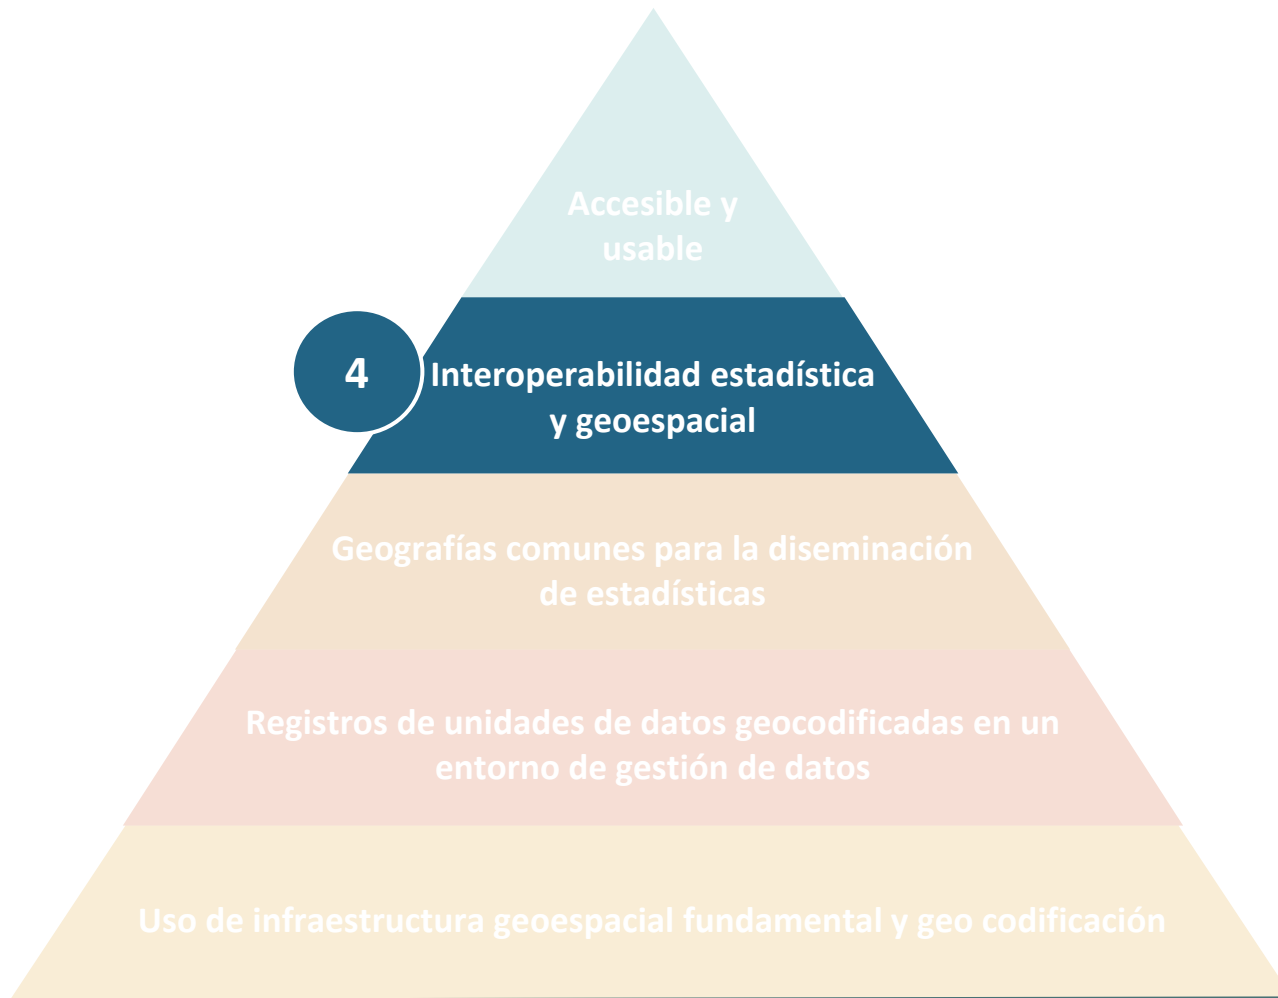 Accesible y
usable
4
Interoperabilidad estadística
y geoespacial
Geografías comunes para la diseminación
de estadísticas
Registros de unidades de datos geocodificadas en un
entorno de gestión de datos
Uso de infraestructura geoespacial fundamental y geo codificación